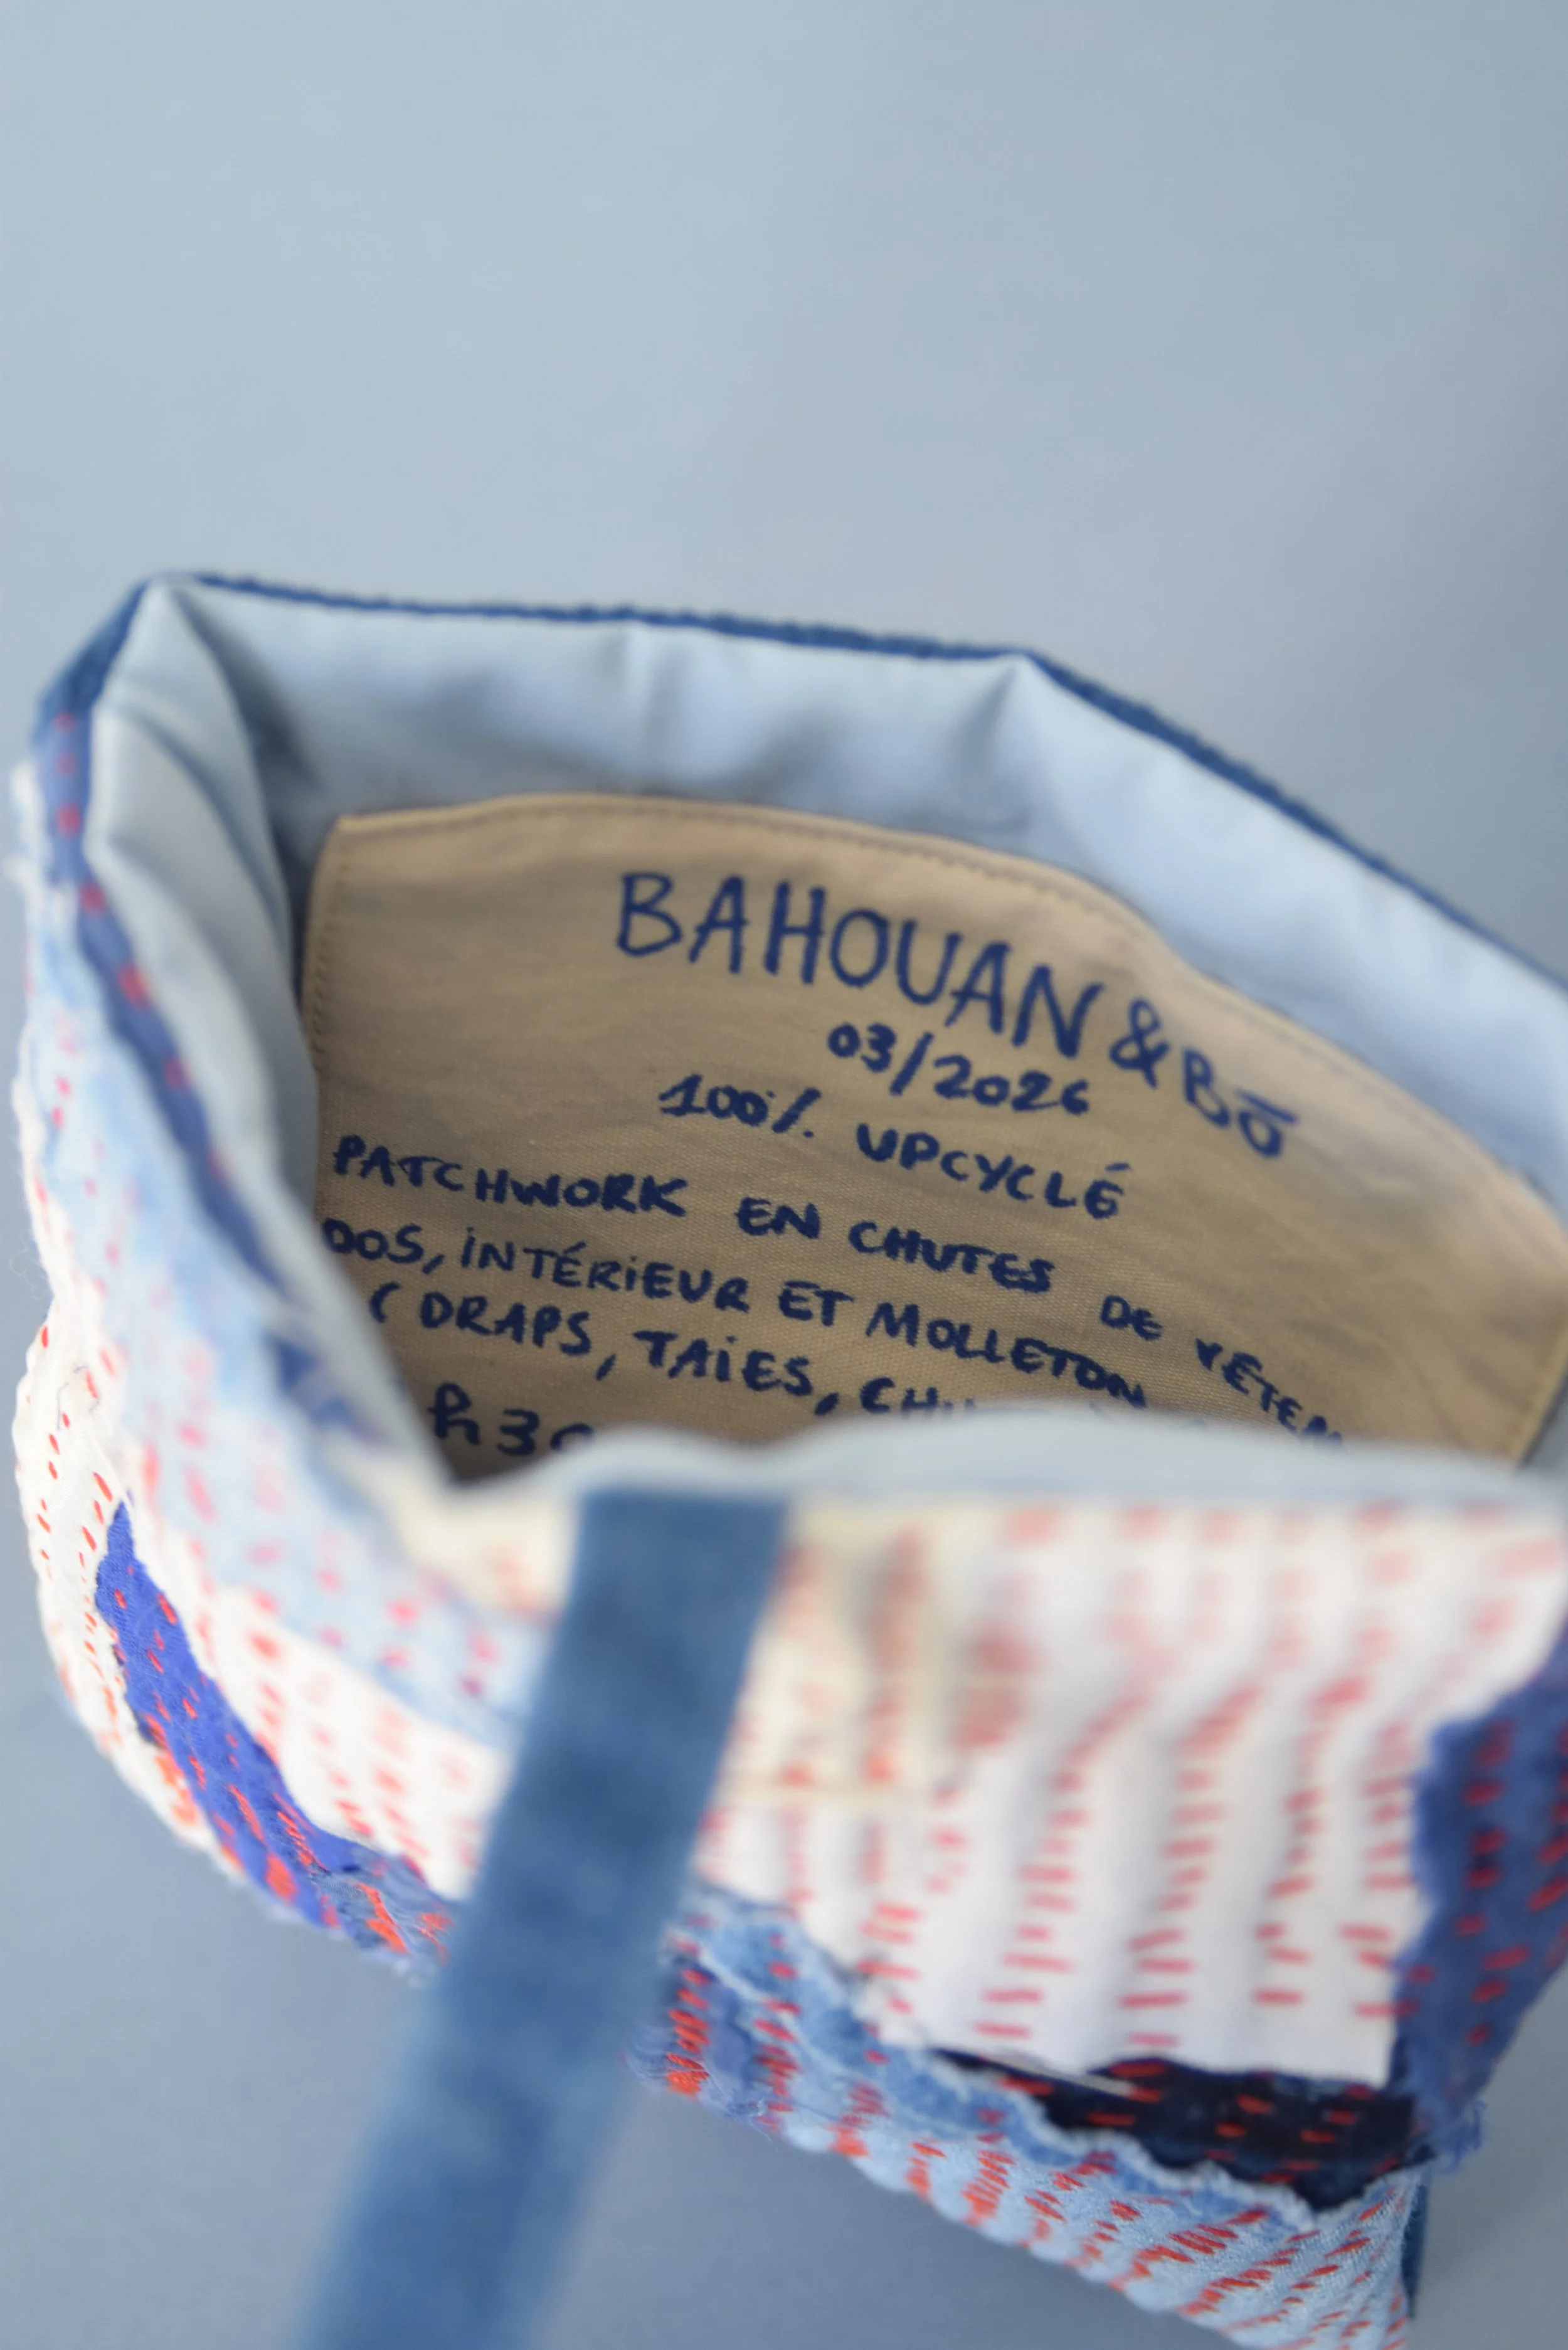 BAHOUAN & BŌ
03/2026
100% UPCYCLÉ
PATCHWORK EN CHUTES DE
DOS, INTÉRIEUR ET MOLLETON
( DRAPS, TAIES,